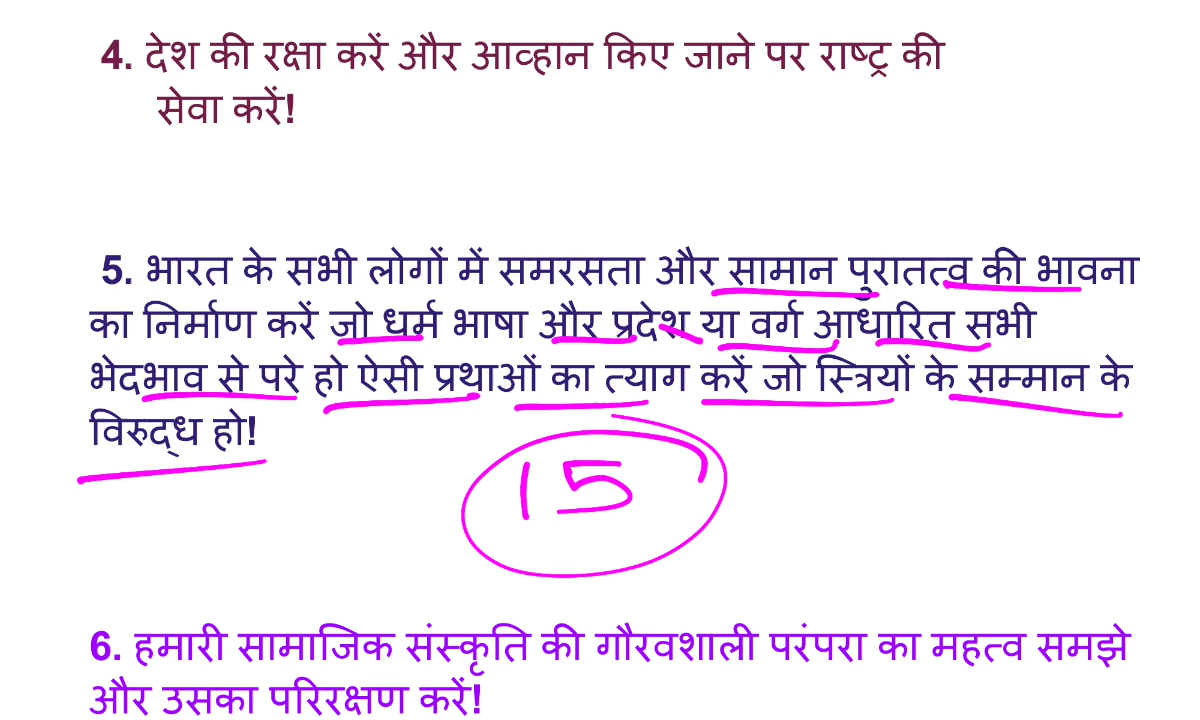 4. देश की रक्षा करें और आव्हान किए जाने पर राष्ट्र की
सेवा करें!
5. भारत के सभी लोगों में समरसता और सामान पुरातत्व की भावना
का निर्माण करें जो धर्म भाषा और प्रदेश या वर्ग आधारित सभी
भेदभाव से परे हो ऐसी प्रथाओं का त्याग करें जो स्त्रियों के सम्मान के
विरुद्ध हो!
15
6. हमारी सामाजिक संस्कृति की गौरवशाली परंपरा का महत्व समझे
और उसका परिरक्षण करें!